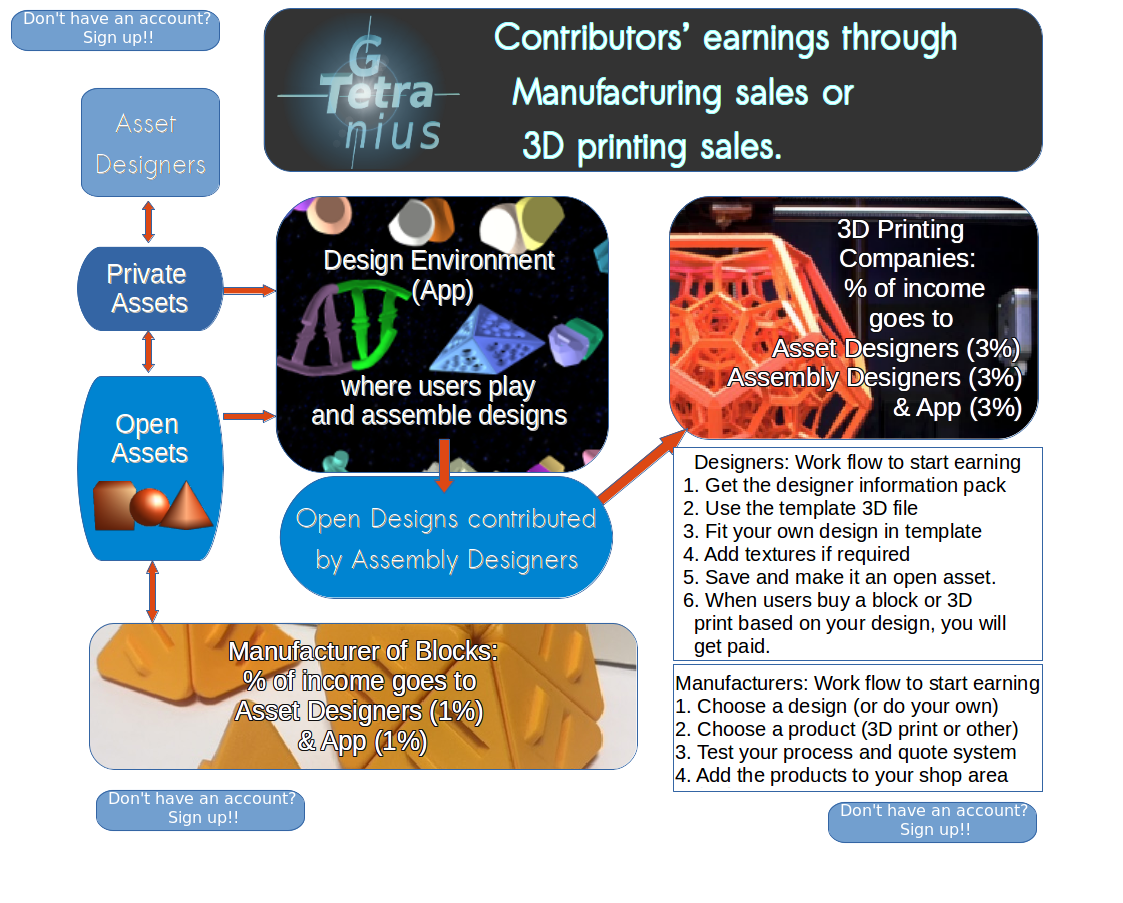 Don't have an account?
Sign up!!
G
Tetra
nius
Contributors’ earnings through
Manufacturing sales or
3D printing sales.
Asset
Designers
Private
Assets
Open
Assets
Design Environment
(App)
where users play
and assemble designs
3D Printing
Companies:
% of income
goes to
Asset Designers (3%)
Assembly Designers (3%)
& App (3%)
Open Designs contributed
by Assembly Designers
Designers: Work flow to start earning
1. Get the designer information pack
2. Use the template 3D file
3. Fit your own design in template
4. Add textures if required
5. Save and make it an open asset.
6. When users buy a block or 3D
print based on your design, you will
get paid.
Manufacturer of Blocks:
% of income goes to
Asset Designers (1%)
& App (1%)
Manufacturers: Work flow to start earning
1. Choose a design (or do your own)
2. Choose a product (3D print or other)
3. Test your process and quote system
4. Add the products to your shop area
Don't have an account?
Sign up!!
Don't have an account?
Sign up!!